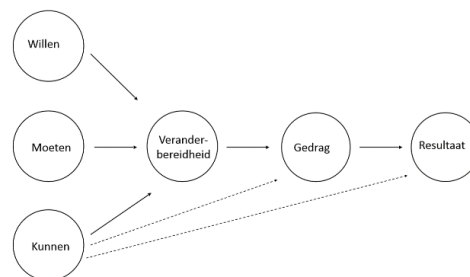 Willen
Moeten
Verander-
bereidheid
Gedrag
Resultaat
Kunnen